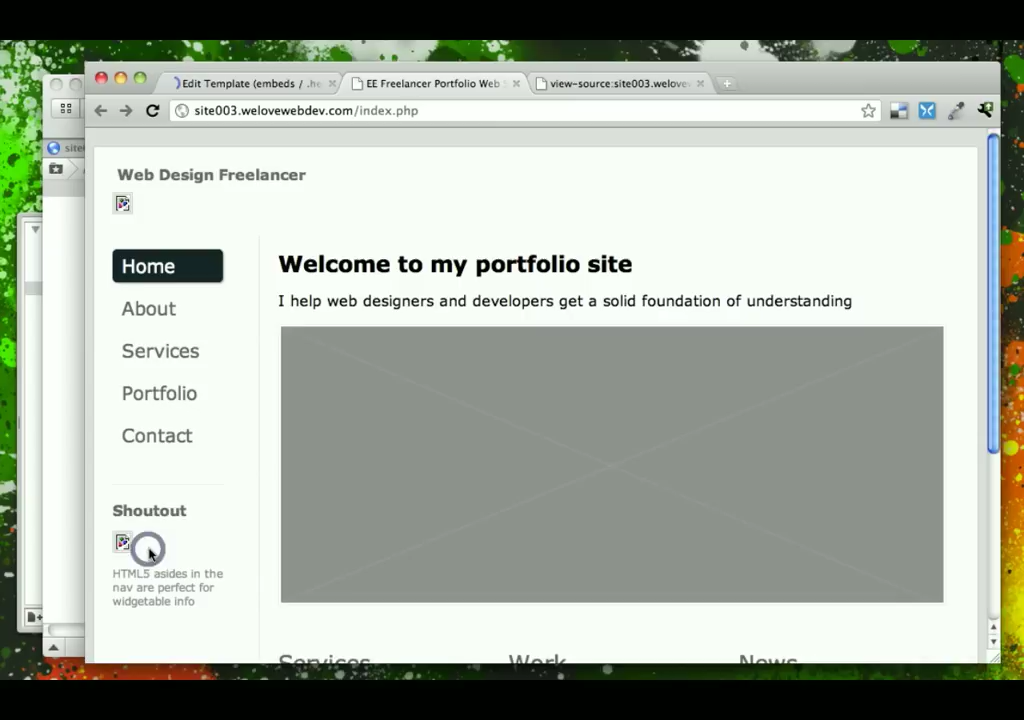 Edit Template (embeds / .he
EE Freelancer Portfolio Web
view-source:site003.welovewe
site003.welovewebdev.com/index.php
Web Design Freelancer
Home
About
Services
Portfolio
Contact
Shoutout
HTML5 asides in the
nav are perfect for
widgetable info
Welcome to my portfolio site
I help web designers and developers get a solid foundation of understanding
Services
Work
News